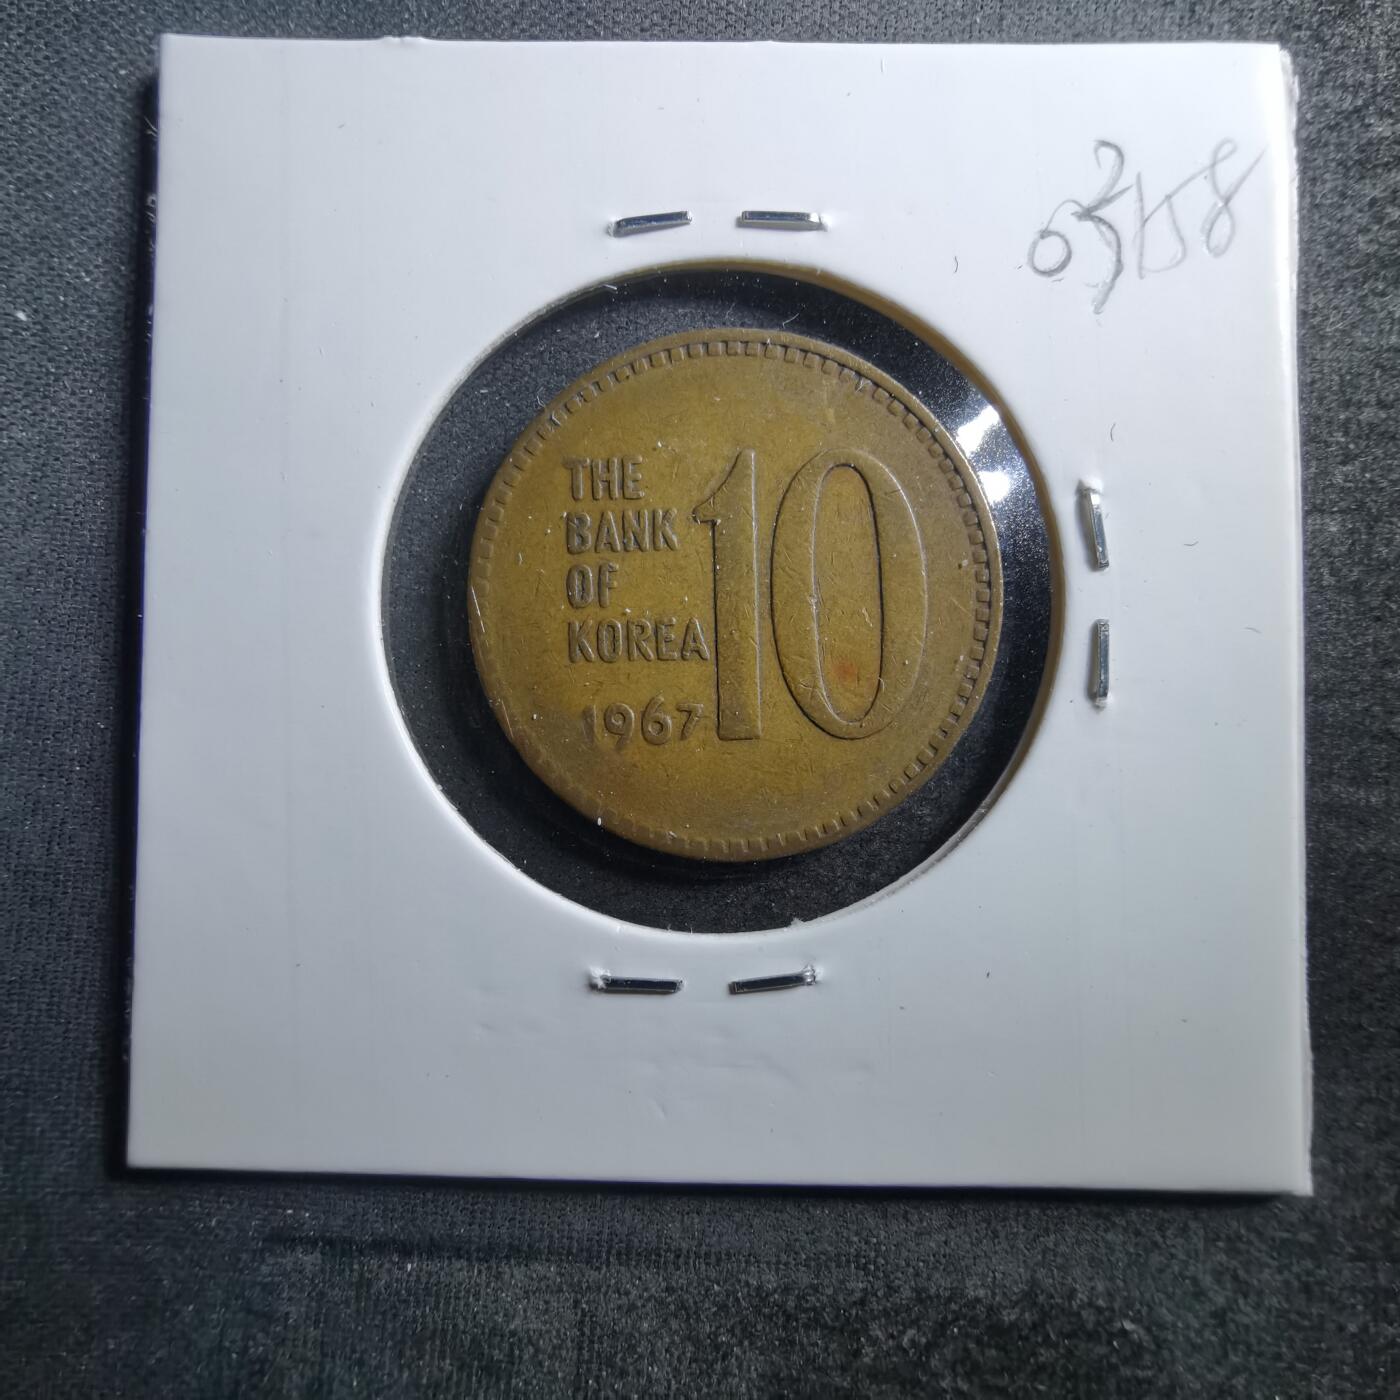 THE
BANK
OF
KOREA
1967
10